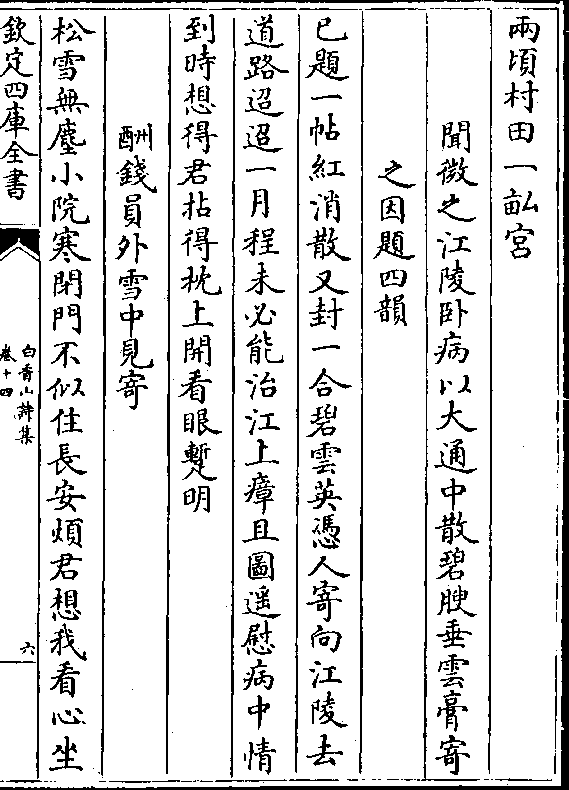 兩頃村田一畝宫
聞微之江陵卧病以大通中散碧腴垂雲膏寄
之因題四韻
已題一帖紅消散又封一合碧雲英憑人寄向江陵去
道路迢迢一月程未必能治江上瘴且圖遥慰病中情
到時想得君拈得枕上開看眼蹔明
酬錢員外雪中見寄
松雪無塵小院寒閉門不似住長安煩君想我看心坐
欽定四庫全書
白香山詩集
卷十四
六